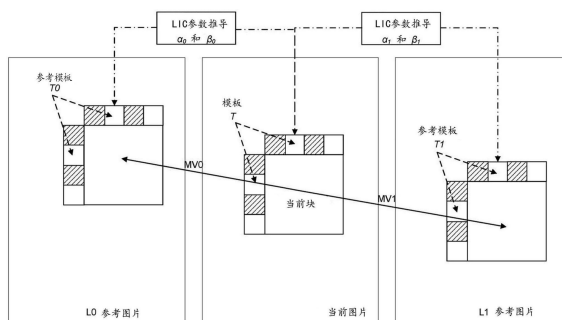 LIC参数推导
α₀ 和 β₀
LIC参数推导
α₁ 和 β₁
参考模板
T0
模板
T
参考模板
T1
MV0
当前块
MV1
L0 参考图片
当前图片
L1 参考图片